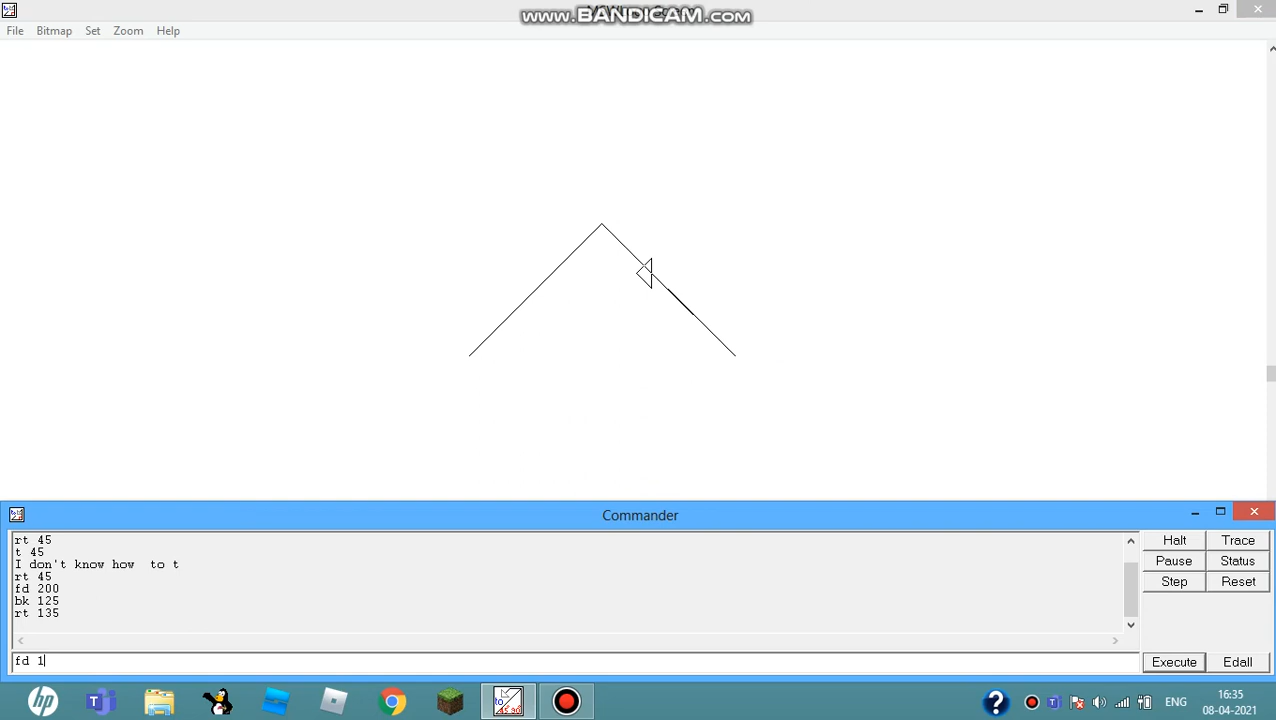 www.BANDICAM.com
File Bitmap Set Zoom Help
Commander
rt 45
t 45
I don't know how  to t
rt 45
fd 200
bk 125
rt 135
fd 1
Halt Trace
Pause Status
Step Reset
Execute Edall
hp
to
?
ENG
16:35
08-04-2021